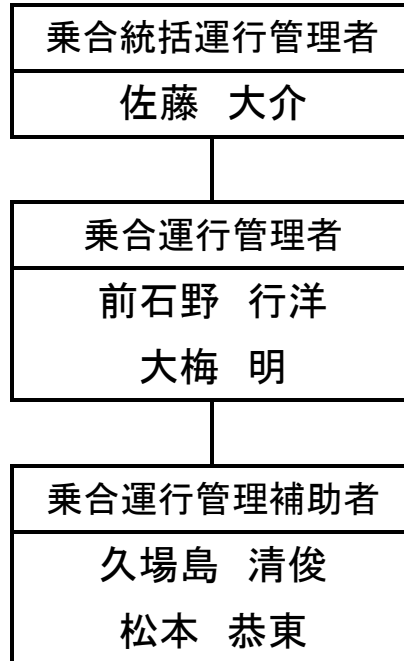 乗合統括運行管理者
佐藤　大介
乗合運行管理者
前石野　行洋
大梅　明
乗合運行管理補助者
久場島　清俊
松本　恭東